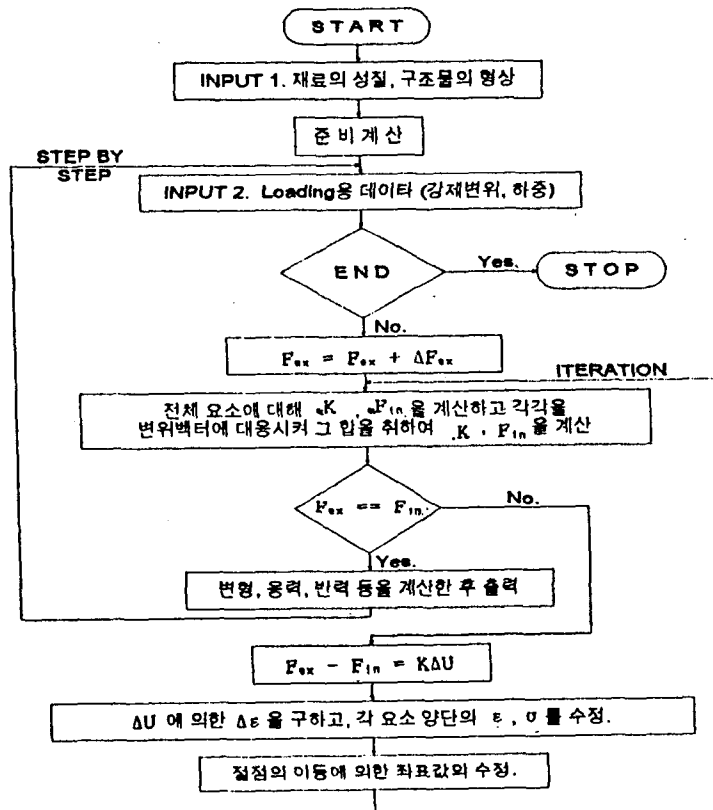 START
INPUT 1. 재료의 성질, 구조물의 형상
준비계산
STEP BY
STEP
INPUT 2. Loading용 데이타 (강제변위, 하중)
END
Yes.
STOP
No.
Fex = Fex + ΔFex
ITERATION
전체 요소에 대해 eK , eFin 을 계산하고 각각을
변위벡터에 대응시켜 그 합을 취하여 K , Fin 을 계산
Fex == Fin.
No.
Yes.
변형, 응력, 반력 등을 계산한 후 출력
Fex - Fin = KΔU
ΔU 에 의한 Δε을 구하고, 각 요소 양단의 ε , σ 를 수정.
절점의 이동에 의한 좌표값의 수정.